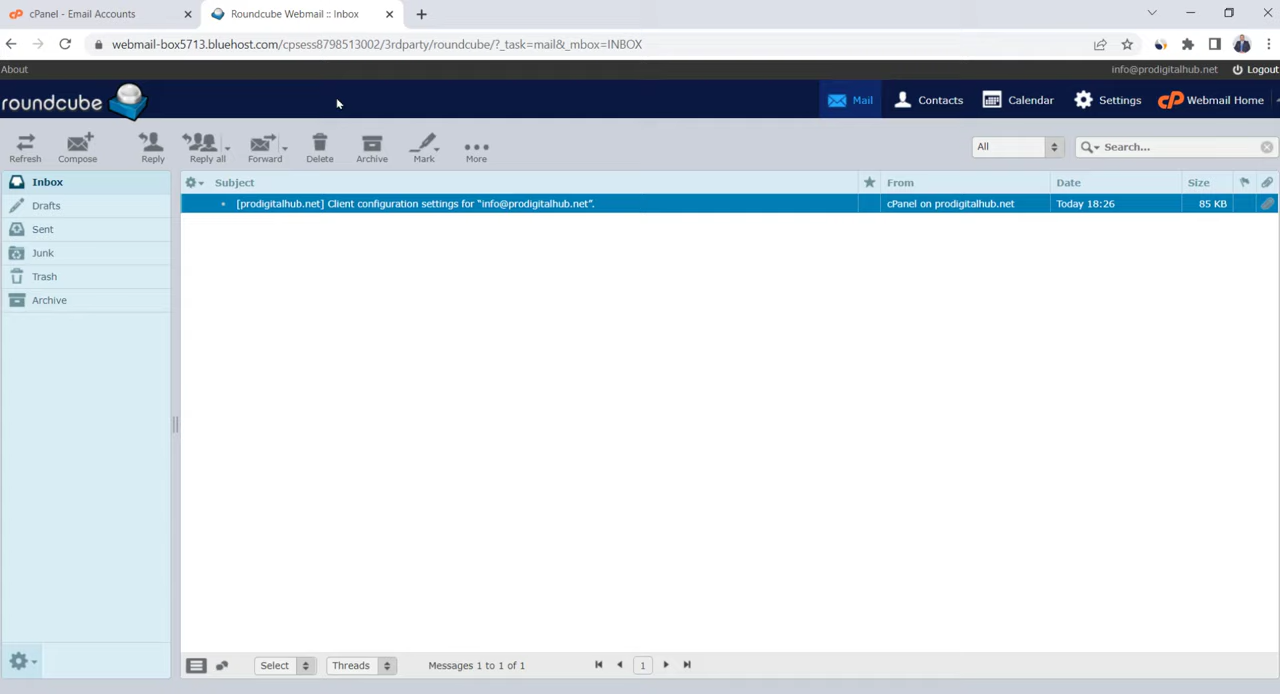 cPanel - Email Accounts
Roundcube Webmail :: Inbox
webmail-box5713.bluehost.com/cpsess8798513002/3rdparty/roundcube/?_task=mail&_mbox=INBOX
About
info@prodigitalhub.net
Logout
roundcube
Mail
Contacts
Calendar
Settings
cP Webmail Home
Refresh
Compose
Reply
Reply all
Forward
Delete
Archive
Mark
More
All
Search...
Inbox
Drafts
Sent
Junk
Trash
Archive
Subject
From
Date
Size
[prodigitalhub.net] Client configuration settings for “info@prodigitalhub.net”.
cPanel on prodigitalhub.net
Today 18:26
85 KB
Select
Threads
Messages 1 to 1 of 1
1